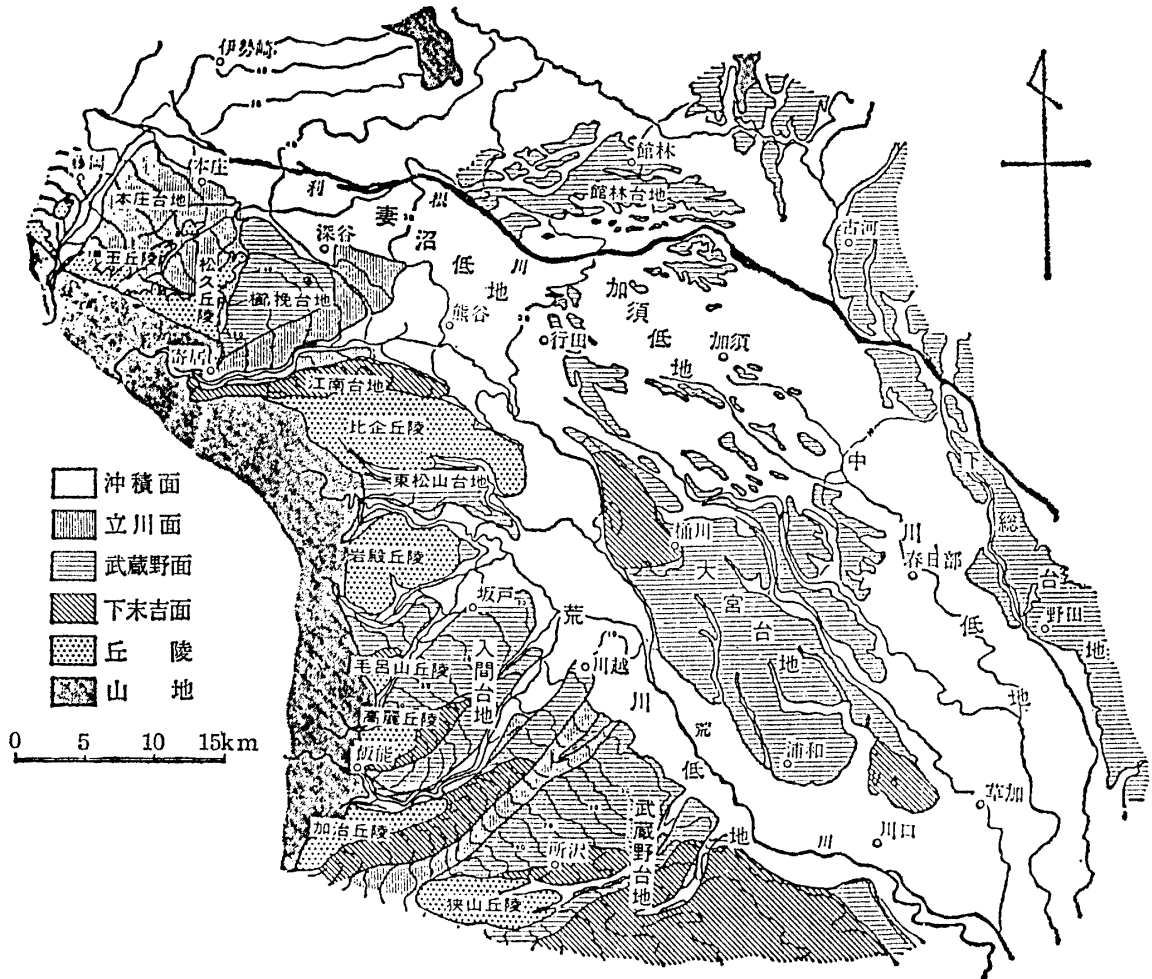 伊勢崎
本庄
館林
館林台地
本庄台地
利
根
川
妻
沼
低
地
深谷
古河
松久丘陵
櫛挽台地
加
須
低
地
熊谷
行田
加須
寄居
江南台地
比企丘陵
東松山台地
中
川
低
地
下
総
台
地
桶川
春日部
岩殿丘陵
大
宮
台
地
野田
坂戸
荒
川
低
地
毛呂山丘陵
入間台地
川越
高麗丘陵
飯能
荒
川
浦和
草加
加治丘陵
武蔵野台地
川口
所沢
狭山丘陵
沖積面
立川面
武蔵野面
下末吉面
丘 陵
山 地
0 5 10 15km